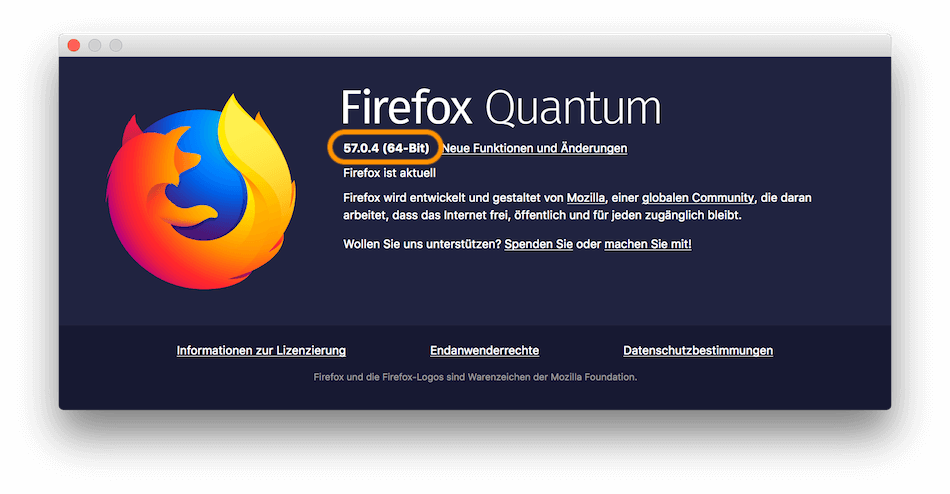 Firefox Quantum
57.0.4 (64-Bit) Neue Funktionen und Änderungen
Firefox ist aktuell
Firefox wird entwickelt und gestaltet von Mozilla, einer globalen Community, die daran
arbeitet, dass das Internet frei, öffentlich und für jeden zugänglich bleibt.
Wollen Sie uns unterstützen? Spenden Sie oder machen Sie mit!
Informationen zur Lizenzierung Endanwenderrechte Datenschutzbestimmungen
Firefox und die Firefox-Logos sind Warenzeichen der Mozilla Foundation.